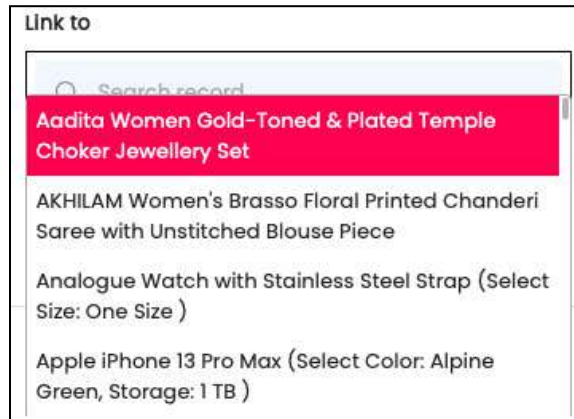 Link to
Search record
Aadita Women Gold-Toned & Plated Temple
Choker Jewellery Set
AKHILAM Women's Brasso Floral Printed Chanderi
Saree with Unstitched Blouse Piece
Analogue Watch with Stainless Steel Strap (Select
Size: One Size )
Apple iPhone 13 Pro Max (Select Color: Alpine
Green, Storage: 1 TB )